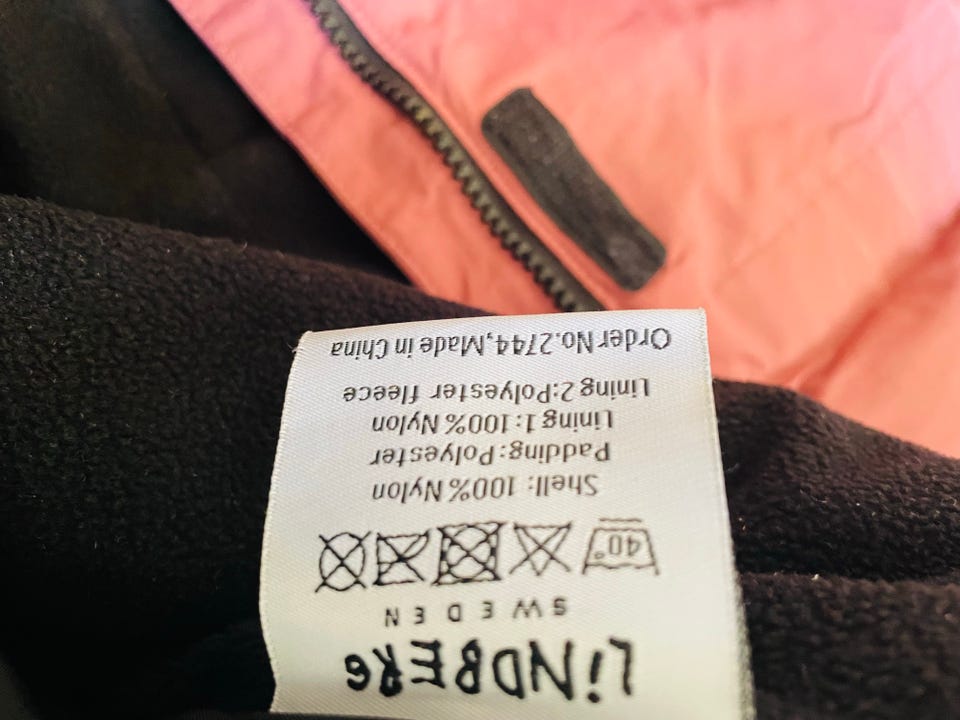 LiNDBERG
SWEDEN
40°
Shell: 100% Nylon
Padding: Polyester
Lining 1: 100% Nylon
Lining 2:Polyester fleece
Order No.2744,Made in China